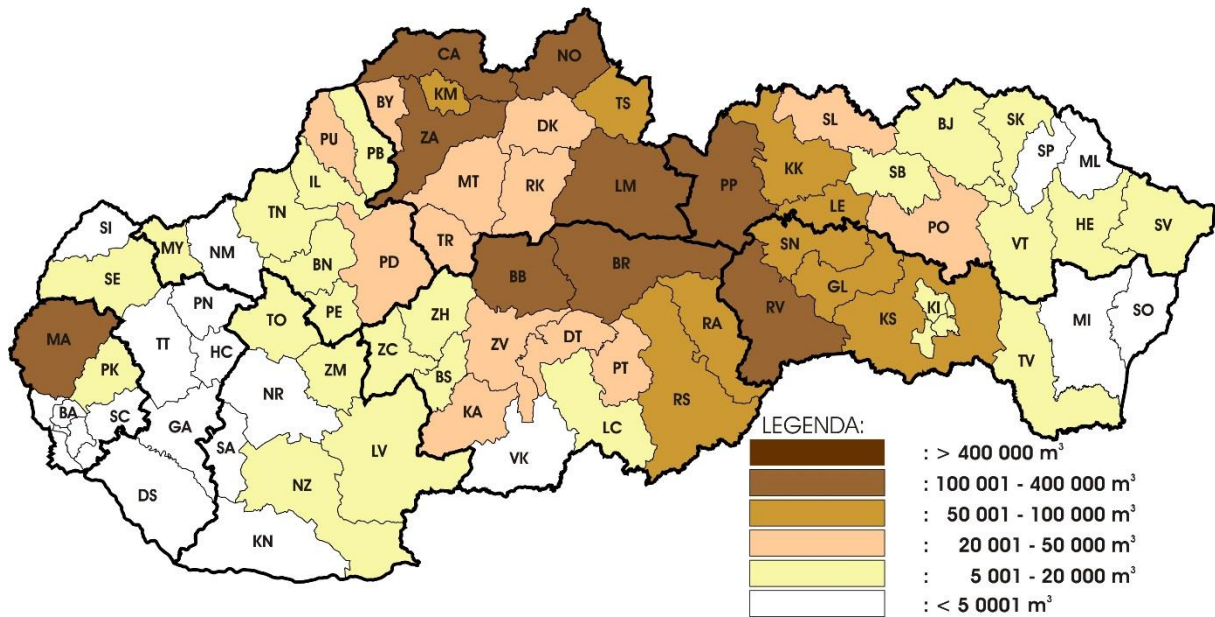 CA
NO
KM
TS
BY
ZA
DK
PU
PB
SL
BJ
SK
SP
ML
IL
MT
RK
LM
PP
KK
SB
LE
HE
SV
TN
PD
TR
PO
VT
SI
MY
NM
BN
SE
BB
BR
SN
GL
PE
PN
TO
ZH
RV
KS
KI
MI
SO
MA
TT
HC
ZC
ZV
DT
RA
PK
ZM
BS
PT
TV
NR
KA
RS
BA
SC
GA
SA
LV
LC
VK
DS
NZ
KN
LEGENDA:
: > 400 000 m³
: 100 001 - 400 000 m³
: 50 001 - 100 000 m³
: 20 001 - 50 000 m³
: 5 001 - 20 000 m³
: < 5 0001 m³